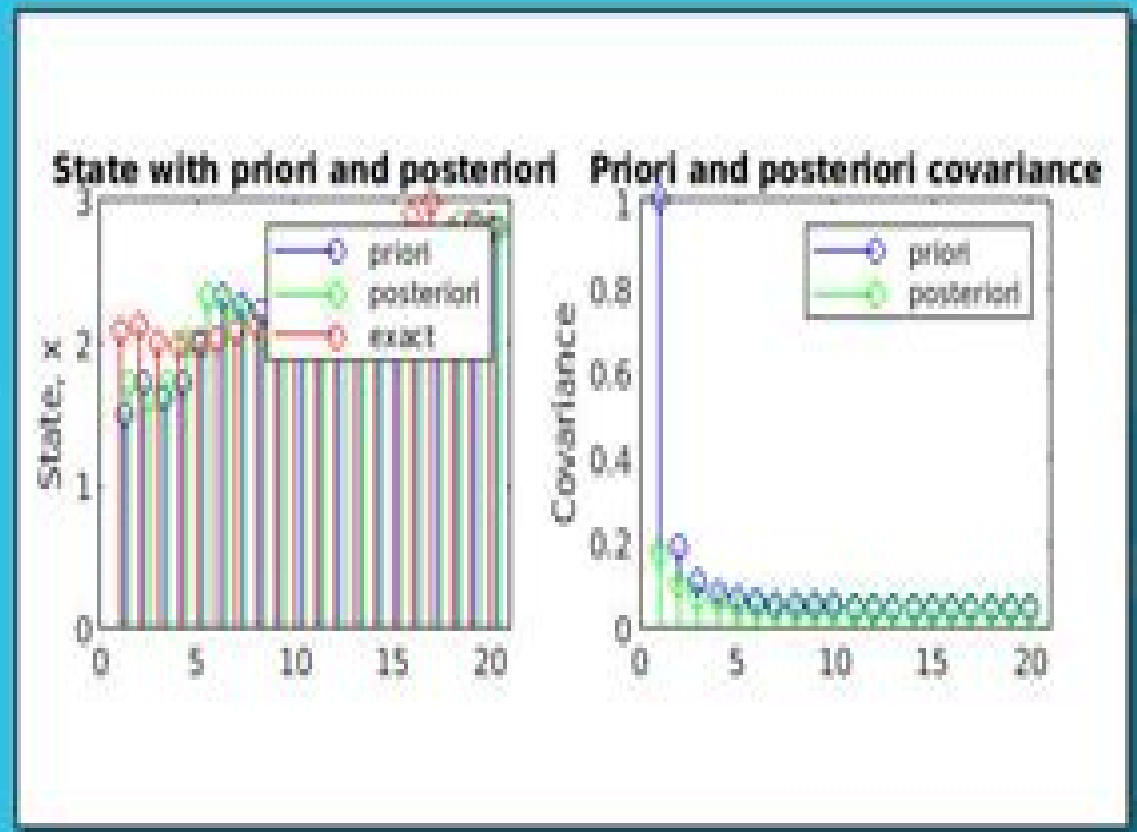 State with priori and posteriori
3
2
1
0
State, x
0 5 10 15 20
priori
posteriori
exact
Priori and posteriori covariance
1
0.8
0.6
0.4
0.2
0
Covariance
0 5 10 15 20
priori
posteriori